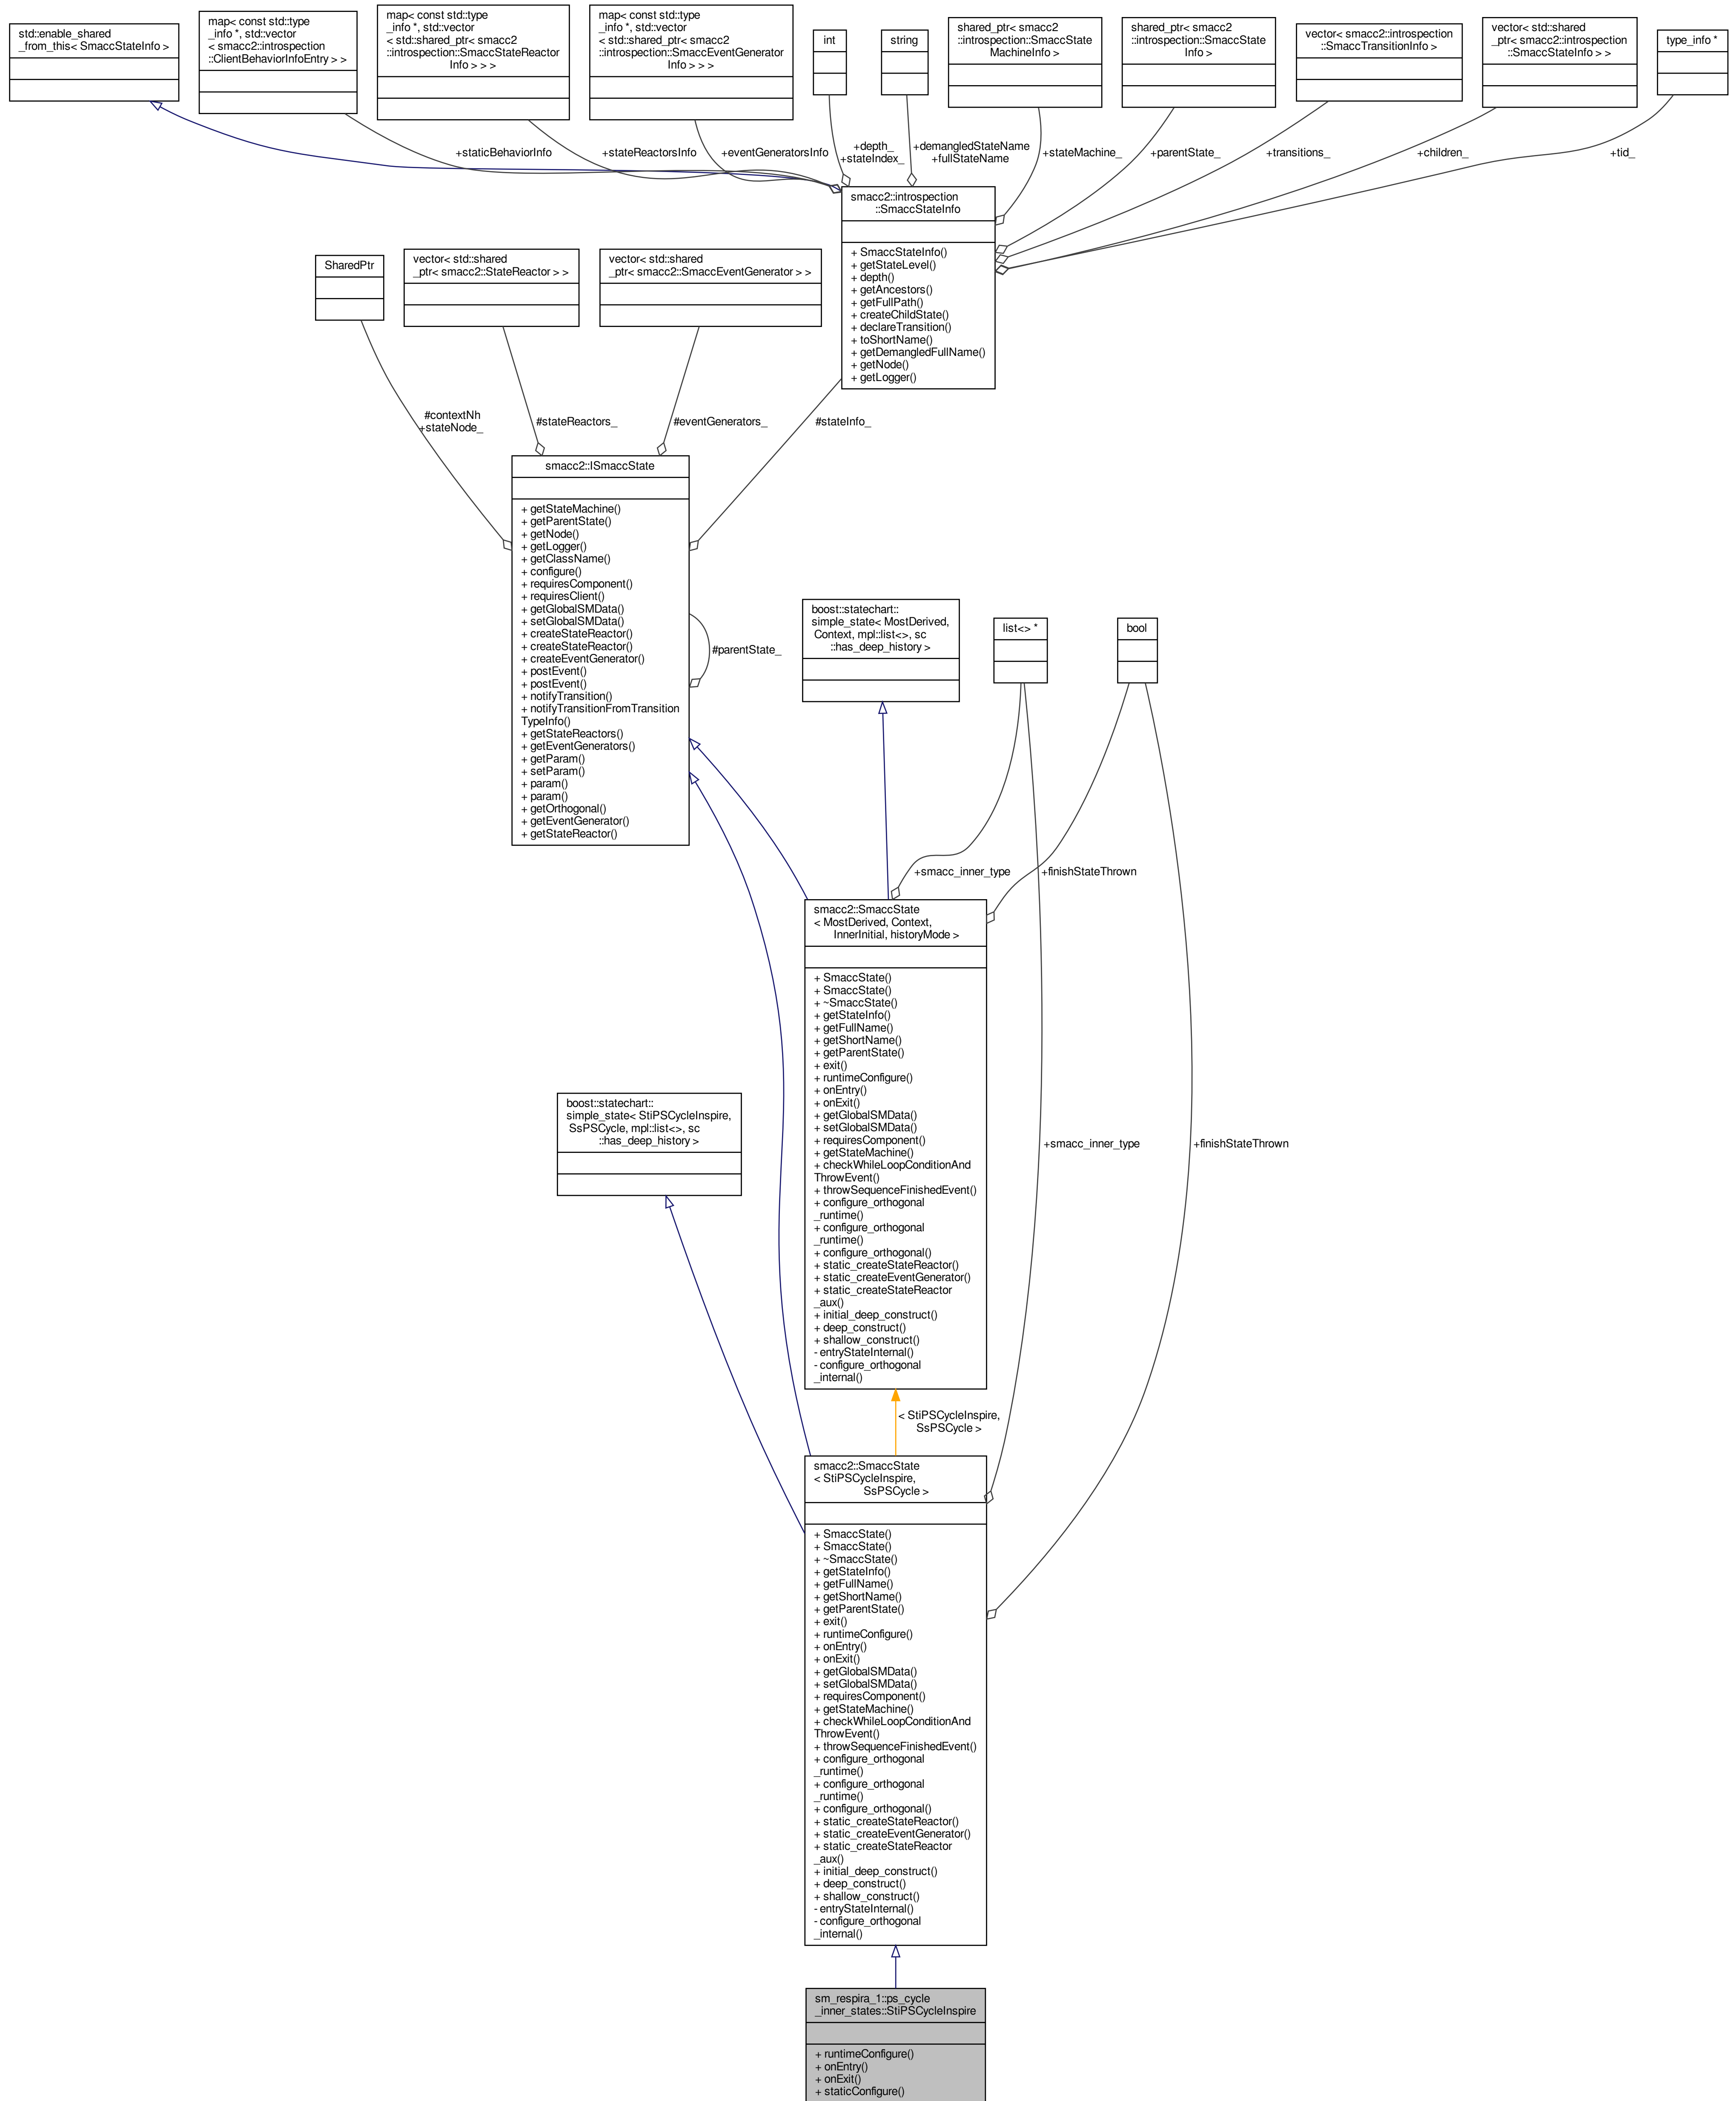 std::enable_shared
_from_this< SmaccStateInfo >
map< const std::type
_info *, std::vector
< smacc2::introspection
::ClientBehaviorInfoEntry > >
map< const std::type
_info *, std::vector
< std::shared_ptr< smacc2
::introspection::SmaccStateReactor
Info > > >
map< const std::type
_info *, std::vector
< std::shared_ptr< smacc2
::introspection::SmaccEventGenerator
Info > > >
int
string
shared_ptr< smacc2
::introspection::SmaccState
MachineInfo >
shared_ptr< smacc2
::introspection::SmaccState
Info >
vector< smacc2::introspection
::SmaccTransitionInfo >
vector< std::shared
_ptr< smacc2::introspection
::SmaccStateInfo > >
type_info *
+staticBehaviorInfo
+stateReactorsInfo
+eventGeneratorsInfo
+depth_
+stateIndex_
+demangledStateName
+fullStateName
+stateMachine_
+parentState_
+transitions_
+children_
+tid_
smacc2::introspection
::SmaccStateInfo
+ SmaccStateInfo()
+ getStateLevel()
+ depth()
+ getAncestors()
+ getFullPath()
+ createChildState()
+ declareTransition()
+ toShortName()
+ getDemangledFullName()
+ getNode()
+ getLogger()
SharedPtr
vector< std::shared
_ptr< smacc2::StateReactor > >
vector< std::shared
_ptr< smacc2::SmaccEventGenerator > >
#contextNh
+stateNode_
#stateReactors_
#eventGenerators_
#stateInfo_
smacc2::ISmaccState
+ getStateMachine()
+ getParentState()
+ getNode()
+ getLogger()
+ getClassName()
+ configure()
+ requiresComponent()
+ requiresClient()
+ getGlobalSMData()
+ setGlobalSMData()
+ createStateReactor()
+ createStateReactor()
+ createEventGenerator()
+ postEvent()
+ postEvent()
+ notifyTransition()
+ notifyTransitionFromTransition
TypeInfo()
+ getStateReactors()
+ getEventGenerators()
+ getParam()
+ setParam()
+ param()
+ param()
+ getOrthogonal()
+ getEventGenerator()
+ getStateReactor()
#parentState_
boost::statechart::
simple_state< MostDerived,
Context, mpl::list<>, sc
::has_deep_history >
list<> *
bool
+smacc_inner_type
+finishStateThrown
smacc2::SmaccState
< MostDerived, Context,
InnerInitial, historyMode >
+ SmaccState()
+ SmaccState()
+ ~SmaccState()
+ getStateInfo()
+ getFullName()
+ getShortName()
+ getParentState()
+ exit()
+ runtimeConfigure()
+ onEntry()
+ onExit()
+ getGlobalSMData()
+ setGlobalSMData()
+ requiresComponent()
+ getStateMachine()
+ checkWhileLoopConditionAnd
ThrowEvent()
+ throwSequenceFinishedEvent()
+ configure_orthogonal
_runtime()
+ configure_orthogonal
_runtime()
+ configure_orthogonal()
+ static_createStateReactor()
+ static_createEventGenerator()
+ static_createStateReactor
_aux()
+ initial_deep_construct()
+ deep_construct()
+ shallow_construct()
- entryStateInternal()
- configure_orthogonal
_internal()
boost::statechart::
simple_state< StiPSCycleInspire,
SsPSCycle, mpl::list<>, sc
::has_deep_history >
+smacc_inner_type
+finishStateThrown
< StiPSCycleInspire,
SsPSCycle >
smacc2::SmaccState
< StiPSCycleInspire,
SsPSCycle >
+ SmaccState()
+ SmaccState()
+ ~SmaccState()
+ getStateInfo()
+ getFullName()
+ getShortName()
+ getParentState()
+ exit()
+ runtimeConfigure()
+ onEntry()
+ onExit()
+ getGlobalSMData()
+ setGlobalSMData()
+ requiresComponent()
+ getStateMachine()
+ checkWhileLoopConditionAnd
ThrowEvent()
+ throwSequenceFinishedEvent()
+ configure_orthogonal
_runtime()
+ configure_orthogonal
_runtime()
+ configure_orthogonal()
+ static_createStateReactor()
+ static_createEventGenerator()
+ static_createStateReactor
_aux()
+ initial_deep_construct()
+ deep_construct()
+ shallow_construct()
- entryStateInternal()
- configure_orthogonal
_internal()
sm_respira_1::ps_cycle
_inner_states::StiPSCycleInspire
+ runtimeConfigure()
+ onEntry()
+ onExit()
+ staticConfigure()